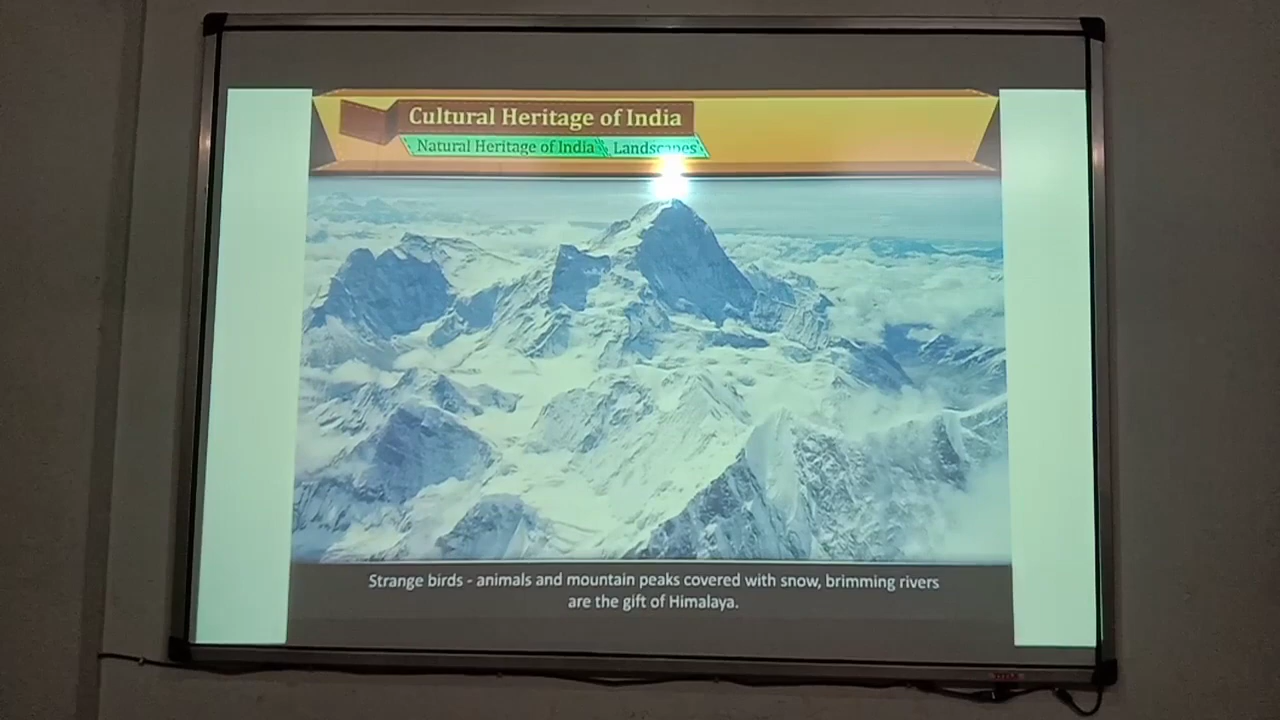 Cultural Heritage of India
Natural Heritage of India Landscapes
Strange birds - animals and mountain peaks covered with snow, brimming rivers
are the gift of Himalaya.